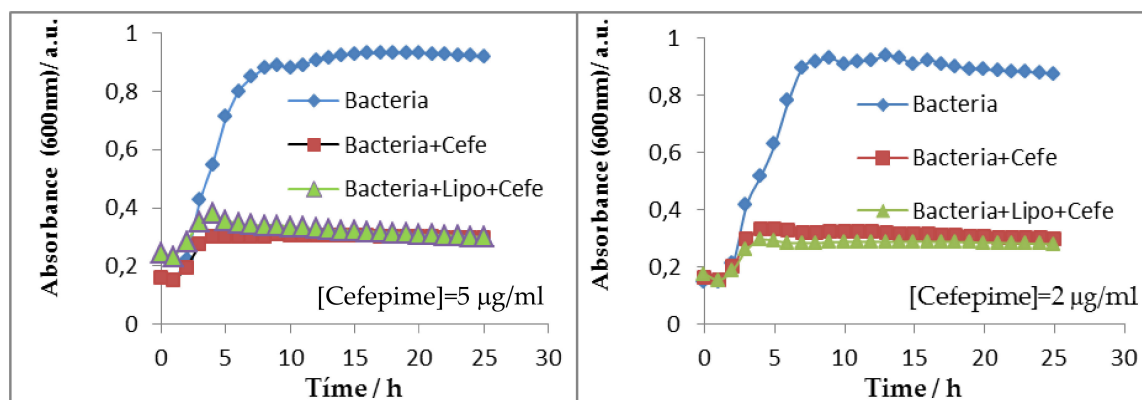 Absorbance (600nm)/ a.u.
1
0,8
0,6
0,4
0,2
0
Bacteria
Bacteria+Cefe
Bacteria+Lipo+Cefe
[Cefepime]=5 µg/ml
0 5 10 15 20 25 30
Tíme / h
Absorbance (600nm)/ a.u.
1
0,8
0,6
0,4
0,2
0
Bacteria
Bacteria+Cefe
Bacteria+Lipo+Cefe
[Cefepime]=2 µg/ml
0 5 10 15 20 25 30
Tíme / h